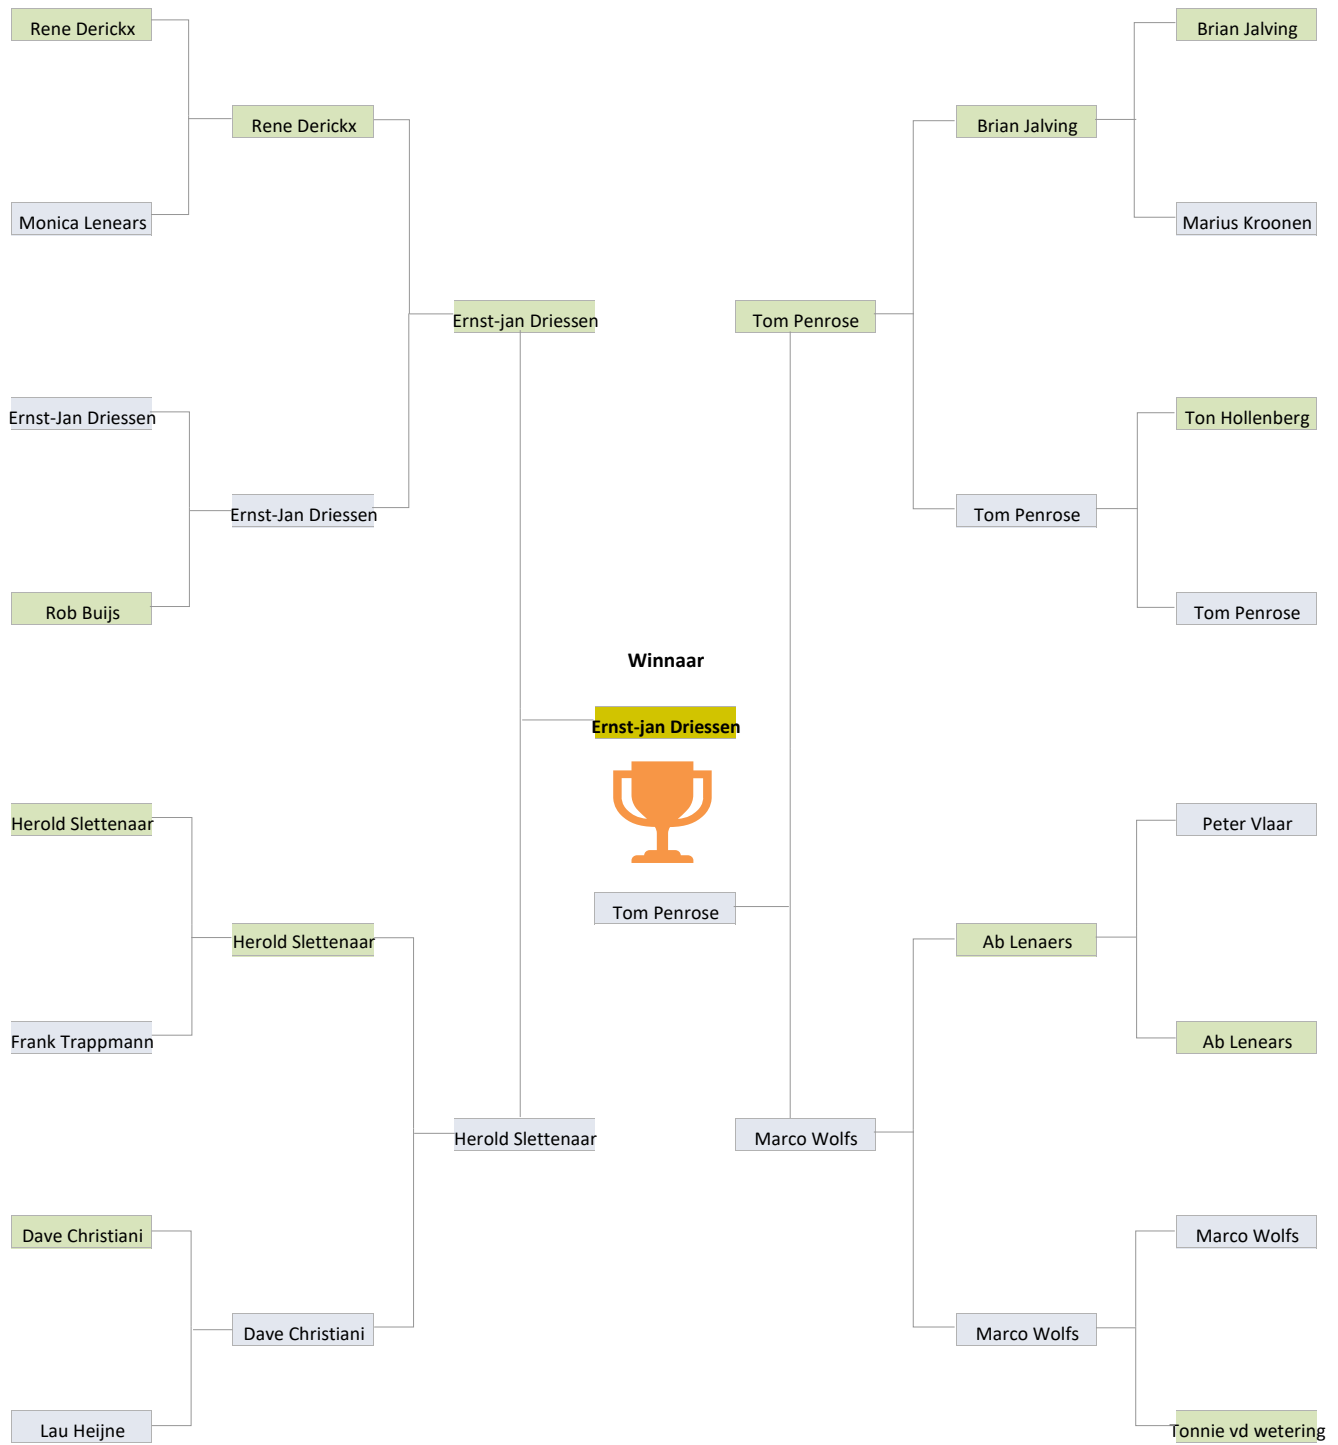 Rene Derickx
Brian Jalving
Rene Derickx
Brian Jalving
Monica Lenears
Marius Kroonen
Ernst-jan Driessen
Tom Penrose
Ernst-Jan Driessen
Ton Hollenberg
Ernst-Jan Driessen
Tom Penrose
Rob Buijs
Tom Penrose
Winnaar
Ernst-jan Driessen
Herold Slettenaar
Peter Vlaar
Tom Penrose
Herold Slettenaar
Ab Lenaers
Frank Trappmann
Ab Lenears
Herold Slettenaar
Marco Wolfs
Dave Christiani
Marco Wolfs
Dave Christiani
Marco Wolfs
Lau Heijne
Tonnie vd wetering